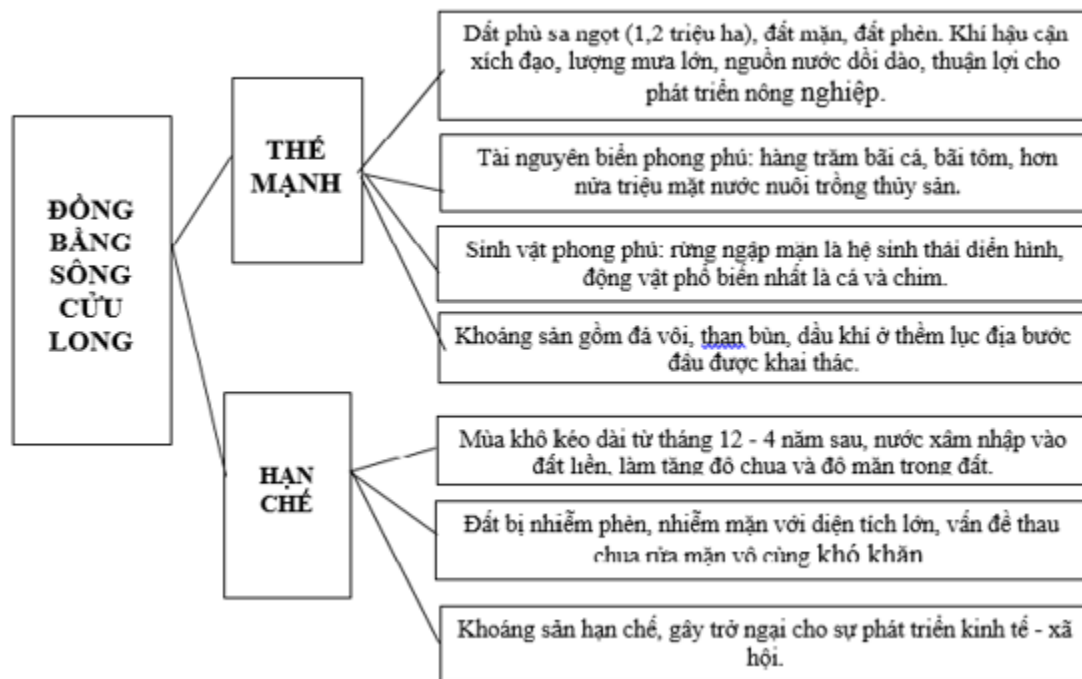 ĐỒNG
BẰNG
SÔNG
CỬU
LONG
THẾ
MẠNH
Dất phù sa ngọt (1,2 triệu ha), đất mặn, đất phèn. Khí hậu cận
xích đạo, lượng mưa lớn, nguồn nước dồi dào, thuận lợi cho
phát triển nông nghiệp.
Tài nguyên biển phong phú: hàng trăm bãi cá, bãi tôm, hơn
nửa triệu mặt nước nuôi trồng thủy sản.
Sinh vật phong phú: rừng ngập mặn là hệ sinh thái điển hình,
động vật phổ biến nhất là cá và chim.
Khoáng sản gồm đá vôi, than bùn, dầu khí ở thềm lục địa bước
đầu được khai thác.
HẠN
CHẾ
Mùa khô kéo dài từ tháng 12 - 4 năm sau, nước xâm nhập vào
đất liền, làm tăng độ chua và độ mặn trong đất.
Đất bị nhiễm phèn, nhiễm mặn với diện tích lớn, vấn đề thau
chua rửa mặn vô cùng khó khăn
Khoáng sản hạn chế, gây trở ngại cho sự phát triển kinh tế - xã
hội.